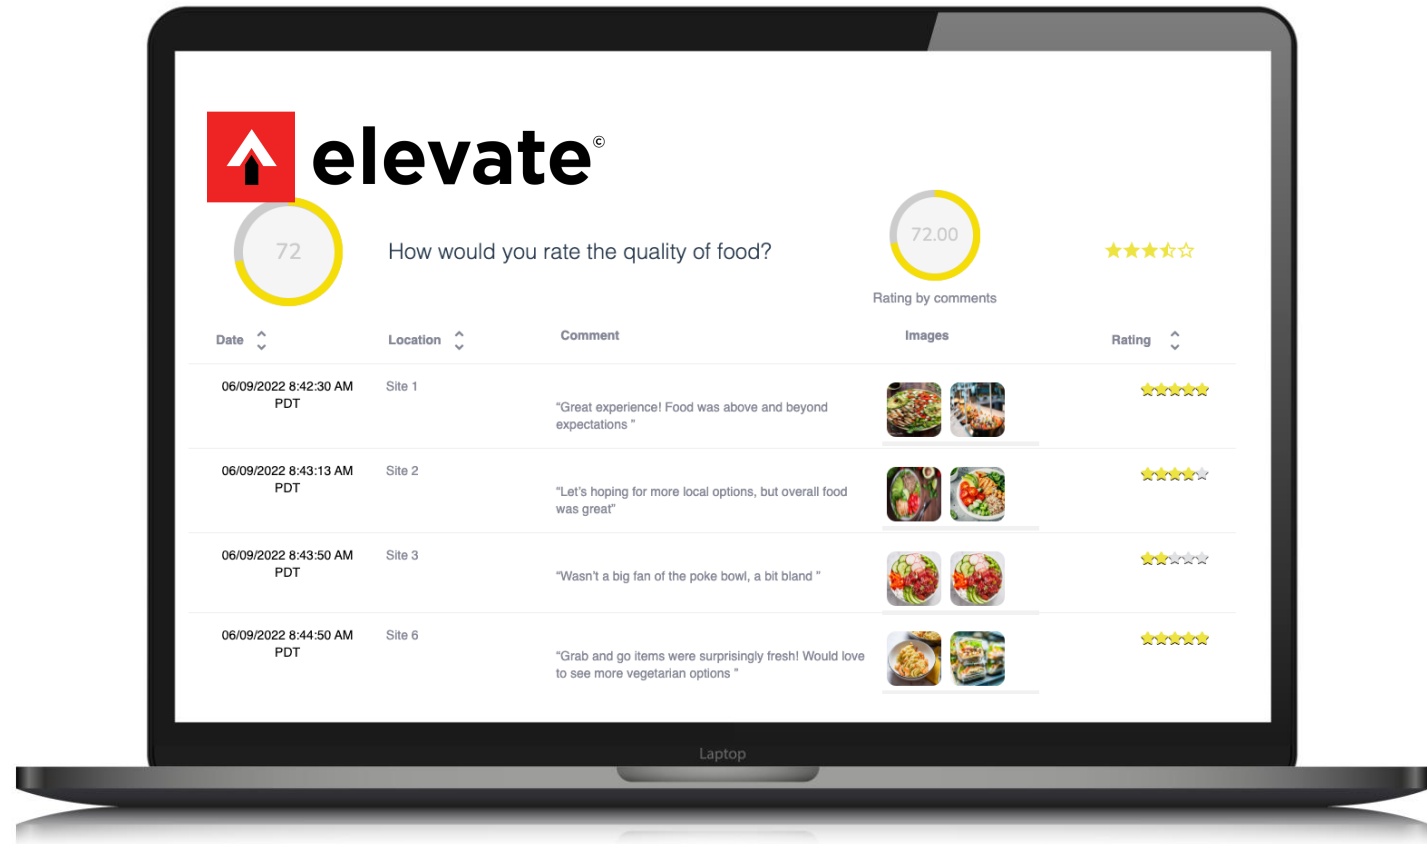 elevate©
72
How would you rate the quality of food?
72.00
Rating by comments
Date
Location
Comment
Images
Rating
06/09/2022 8:42:30 AM
PDT
Site 1
“Great experience! Food was above and beyond
expectations ”
06/09/2022 8:43:13 AM
PDT
Site 2
“Let’s hoping for more local options, but overall food
was great”
06/09/2022 8:43:50 AM
PDT
Site 3
“Wasn’t a big fan of the poke bowl, a bit bland ”
06/09/2022 8:44:50 AM
PDT
Site 6
“Grab and go items were surprisingly fresh! Would love
to see more vegetarian options ”
Laptop